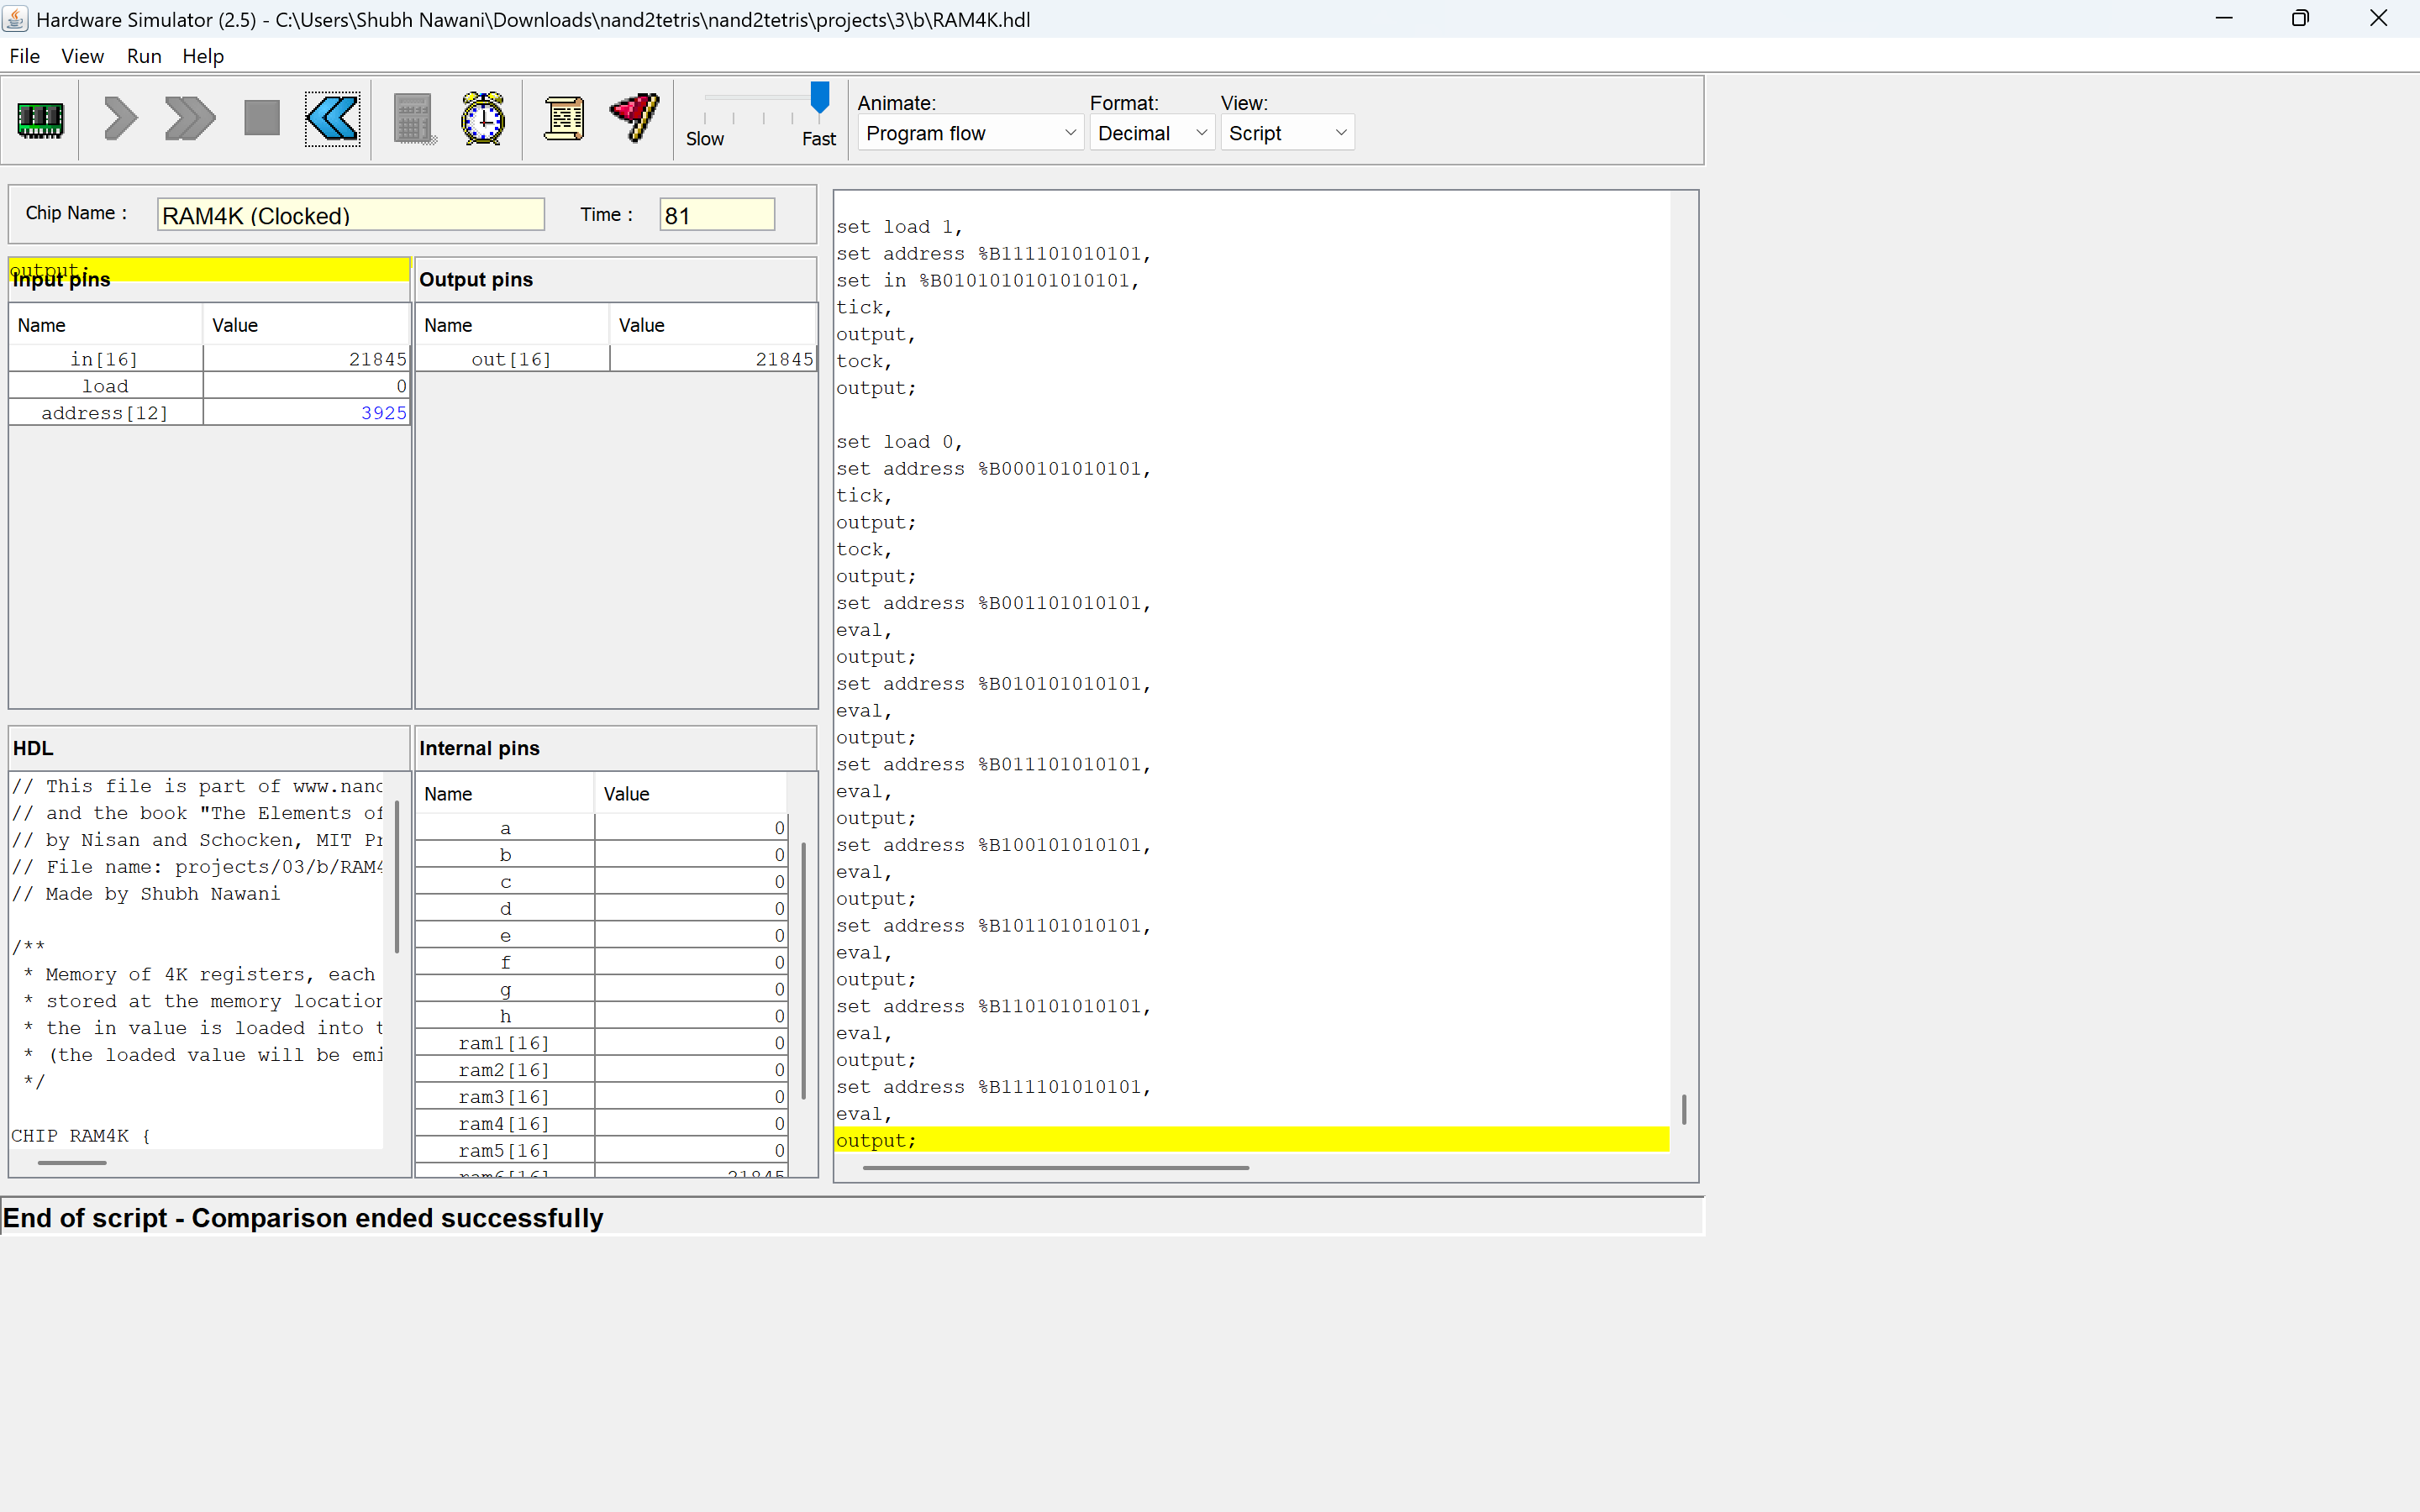 Hardware Simulator (2.5) - C:\Users\Shubh Nawani\Downloads\nand2tetris\nand2tetris\projects\3\b\RAM4K.hdl
File View Run Help
Slow Fast
Animate: Format: View:
Program flow Decimal Script
Chip Name : RAM4K (Clocked) Time : 81
output;
Input pins
Name Value
in[16] 21845
load 0
address[12] 3925
Output pins
Name Value
out[16] 21845
HDL
// This file is part of www.nand
// and the book "The Elements of
// by Nisan and Schocken, MIT Pr
// File name: projects/03/b/RAM4
// Made by Shubh Nawani
/**
* Memory of 4K registers, each
* stored at the memory location
* the in value is loaded into t
* (the loaded value will be emi
*/
CHIP RAM4K {
Internal pins
Name Value
a 0
b 0
c 0
d 0
e 0
f 0
g 0
h 0
ram1[16] 0
ram2[16] 0
ram3[16] 0
ram4[16] 0
ram5[16] 0
ram6[16] 21845
set load 1,
set address %B111101010101,
set in %B0101010101010101,
tick,
output,
tock,
output;
set load 0,
set address %B000101010101,
tick,
output;
tock,
output;
set address %B001101010101,
eval,
output;
set address %B010101010101,
eval,
output;
set address %B011101010101,
eval,
output;
set address %B100101010101,
eval,
output;
set address %B101101010101,
eval,
output;
set address %B110101010101,
eval,
output;
set address %B111101010101,
eval,
output;
End of script - Comparison ended successfully